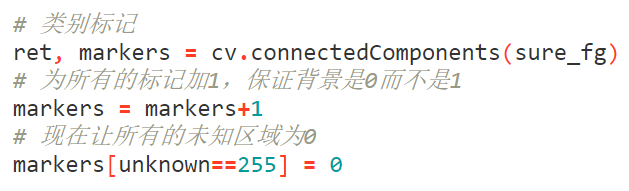 # 类别标记
ret, markers = cv.connectedComponents(sure_fg)
# 为所有的标记加1，保证背景是0而不是1
markers = markers+1
# 现在让所有的未知区域为0
markers[unknown==255] = 0